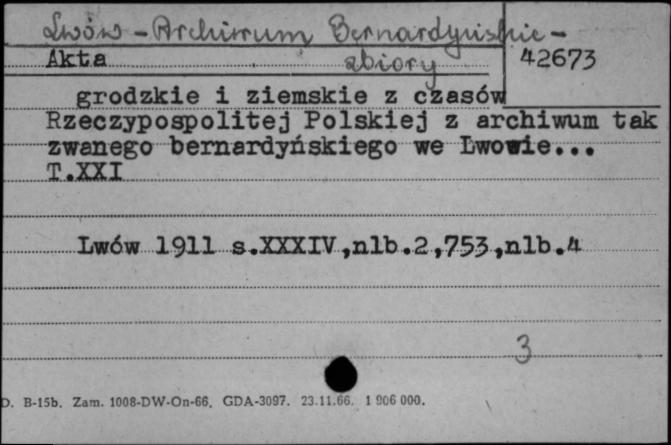 Lwów - Archiwum Bernardyńskie -
zbiory
Akta 42673
grodzkie i ziemskie z czasów
Rzeczypospolitej Polskiej z archiwum tak
zwanego bernardyńskiego we Lwowie...
T.XXI
Lwów 1911 s.XXXIV,nlb.2,753,nlb.4
3
D. B-15b. Zam. 1008-DW-On-66. GDA-3097. 23.11.66. 1 906 000.